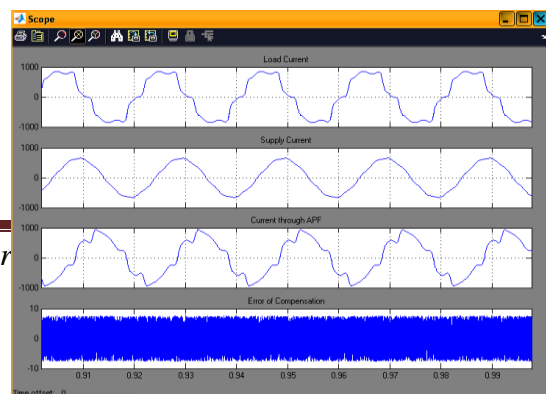 Scope
Load Current
1000
0
-1000
Supply Current
1000
0
-1000
Current through APF
1000
0
-1000
r
Error of Compensation
10
0
-10
0.91 0.92 0.93 0.94 0.95 0.96 0.97 0.98 0.99
Time offset: 0